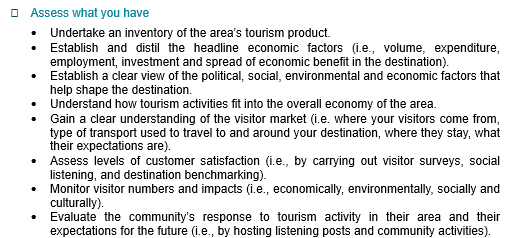 Assess what you have
• Undertake an inventory of the area's tourism product.
• Establish and distil the headline economic factors (i.e., volume, expenditure,
employment, investment and spread of economic benefit in the destination).
• Establish a clear view of the political, social, environmental and economic factors that
help shape the destination.
• Understand how tourism activities fit into the overall economy of the area.
• Gain a clear understanding of the visitor market (i.e. where your visitors come from,
type of transport used to travel to and around your destination, where they stay, what
their expectations are).
• Assess levels of customer satisfaction (i.e., by carrying out visitor surveys, social
listening, and destination benchmarking).
• Monitor visitor numbers and impacts (i.e., economically, environmentally, socially and
culturally).
• Evaluate the community's response to tourism activity in their area and their
expectations for the future (i.e., by hosting listening posts and community activities).